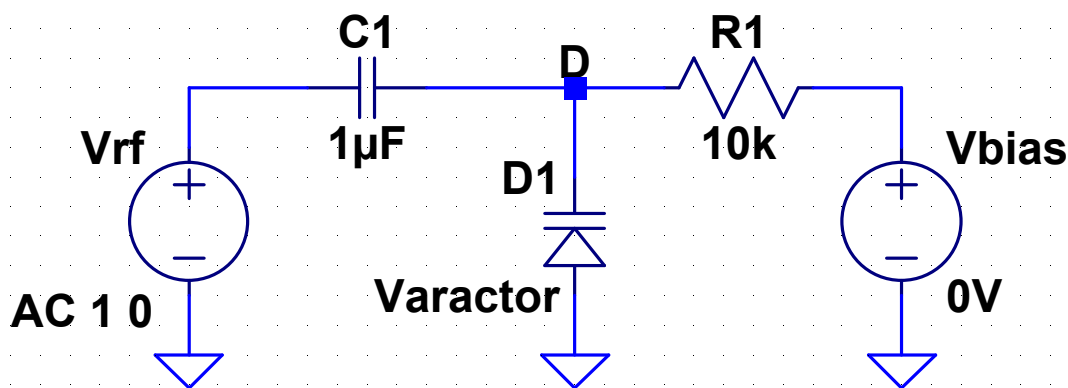 C1
1µF
D
R1
10k
Vrf
AC 1 0
D1
Varactor
Vbias
0V